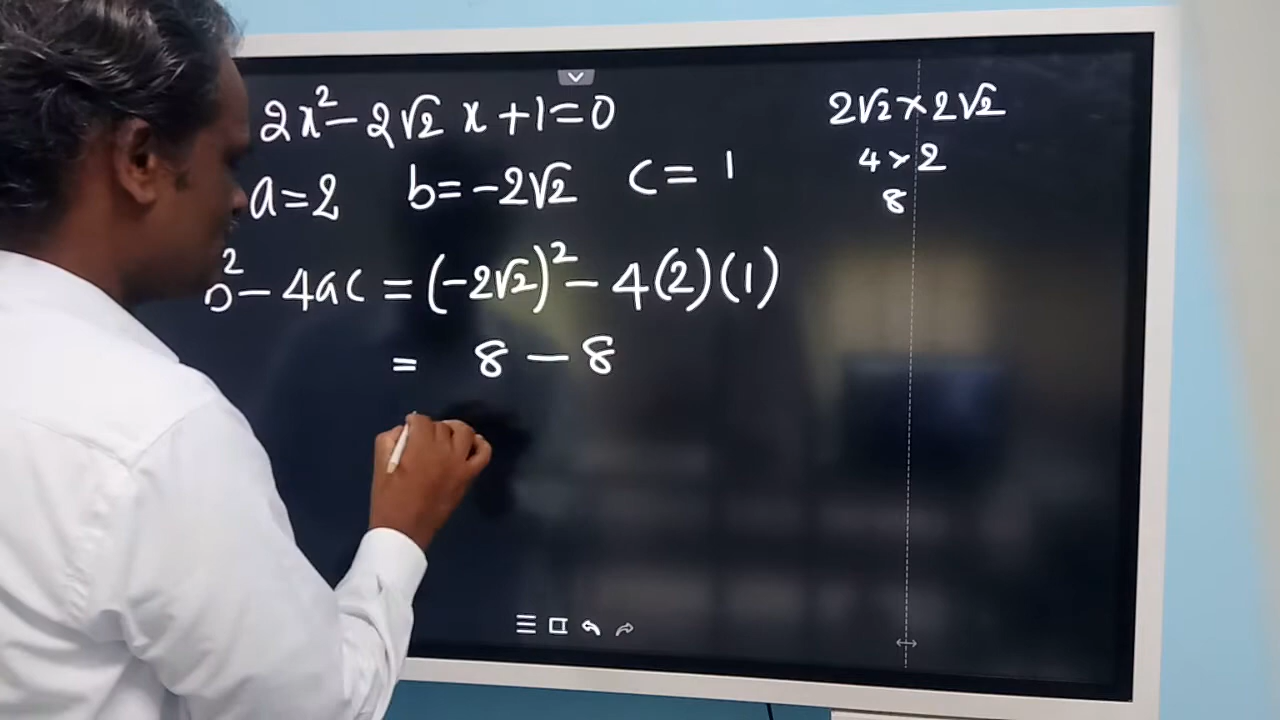 2x² - 2√2 x + 1 = 0
a = 2 b = -2√2 c = 1
b² - 4ac = (-2√2)² - 4(2)(1)
= 8 - 8
2√2 × 2√2
4 × 2
8